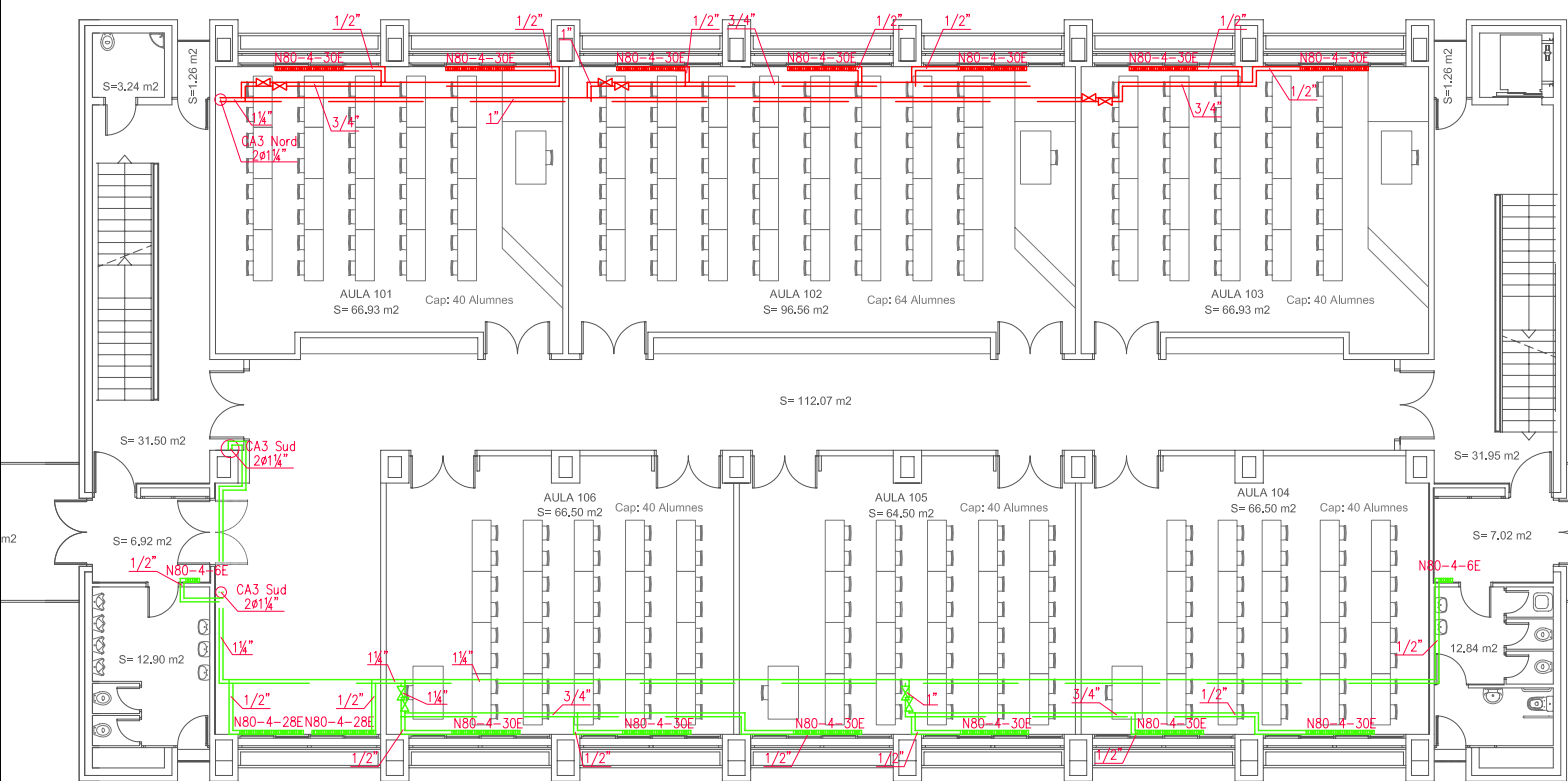 1/2"
1/2"
1"
1/2"
3/4"
1/2"
1/2"
1/2"
N80-4-30E
N80-4-30E
N80-4-30E
N80-4-30E
N80-4-30E
N80-4-30E
N80-4-30E
S=3.24 m2
S=1.26 m2
S=1.26 m2
1¼"
3/4"
1"
3/4"
1/2"
CA3 Nord
2ø1¼"
AULA 101
S= 66.93 m2
Cap: 40 Alumnes
AULA 102
S= 96.56 m2
Cap: 64 Alumnes
AULA 103
S= 66.93 m2
Cap: 40 Alumnes
S= 112.07 m2
S= 31.50 m2
CA3 Sud
2ø1¼"
S= 31.95 m2
AULA 106
S= 66.50 m2
Cap: 40 Alumnes
AULA 105
S= 64.50 m2
Cap: 40 Alumnes
AULA 104
S= 66.50 m2
Cap: 40 Alumnes
m2
S= 6.92 m2
S= 7.02 m2
1/2"
N80-4-6E
N80-4-6E
CA3 Sud
2ø1¼"
1¼"
S= 12.90 m2
1¼"
1¼"
1/2"
12.84 m2
1/2"
1/2"
1¼"
3/4"
1"
3/4"
1/2"
N80-4-28E
N80-4-28E
N80-4-30E
N80-4-30E
N80-4-30E
N80-4-30E
N80-4-30E
N80-4-30E
1/2"
1/2"
1/2"
1/2"
1/2"